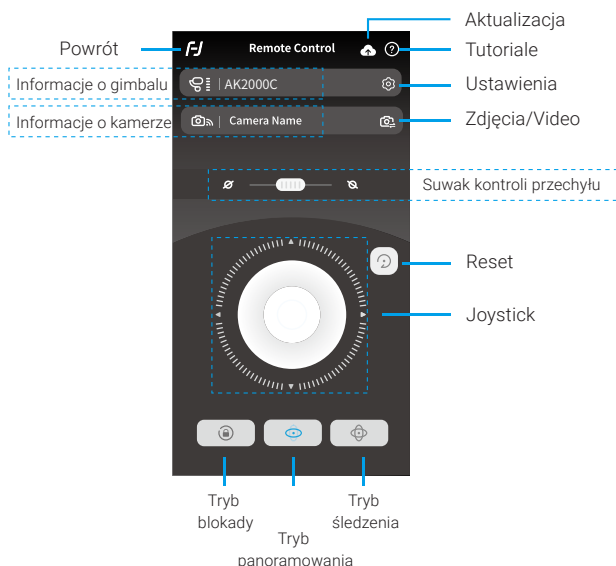 Aktualizacja
Powrót
Remote Control
Tutoriale
Informacje o gimbalu
AK2000C
Ustawienia
Informacje o kamerze
Camera Name
Zdjęcia/Video
Suwak kontroli przechyłu
Reset
Joystick
Tryb
blokady
Tryb
panoramowania
Tryb
śledzenia